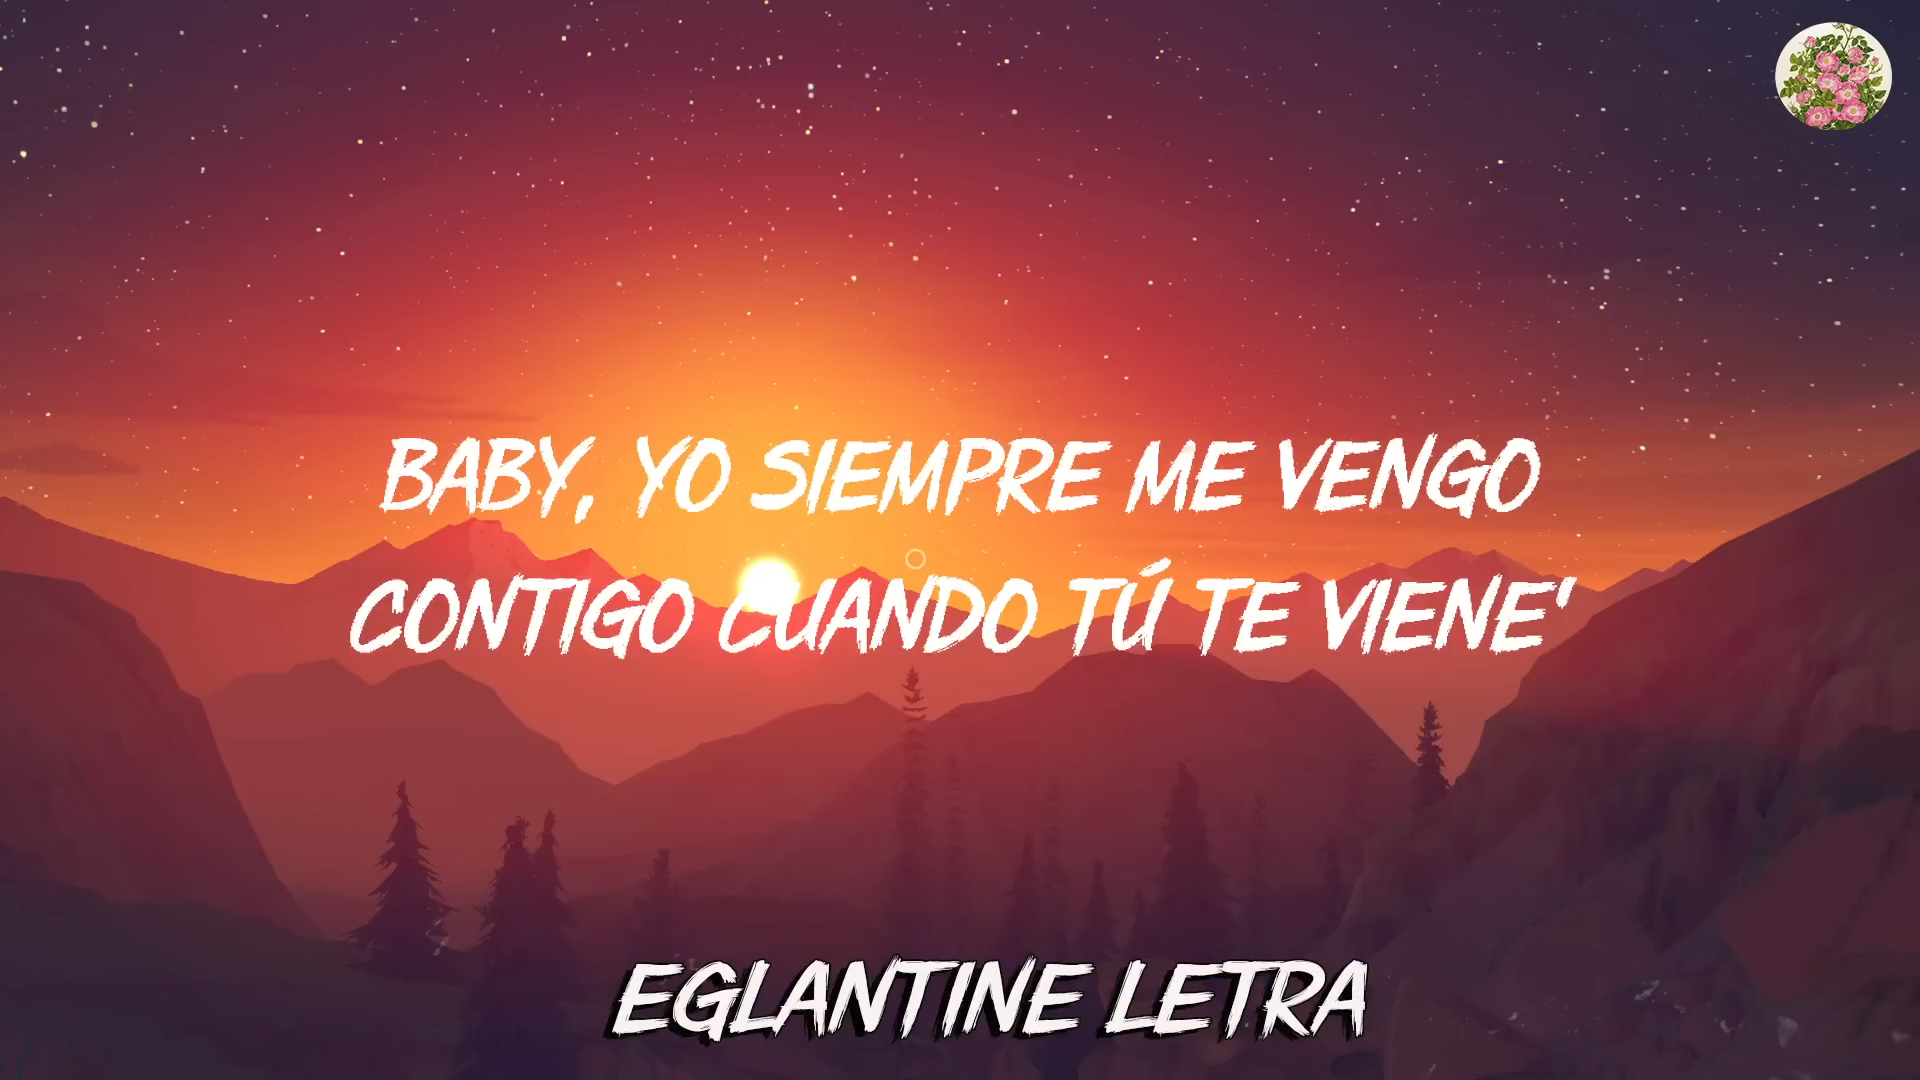 BABY, YO SIEMPRE ME VENGO
CONTIGO CUANDO TÚ TE VIENE'
EGLANTINE LETRA